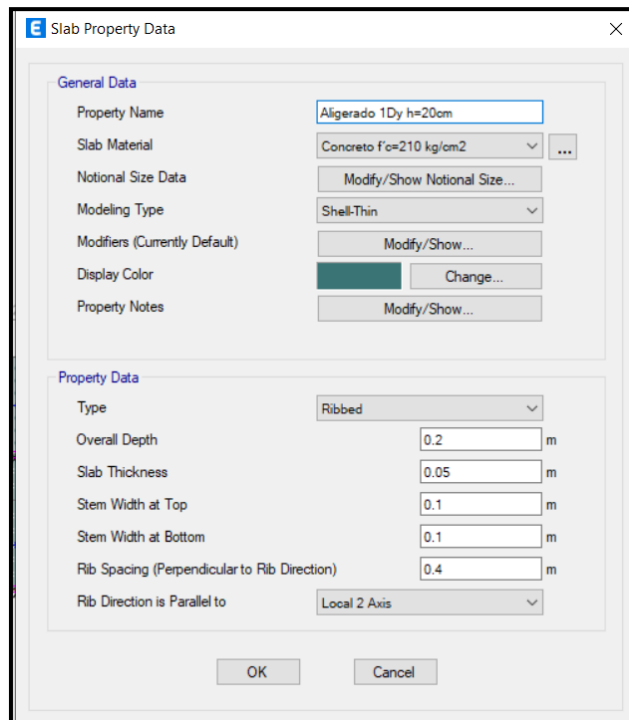 E Slab Property Data
General Data
Property Name Aligerado 1Dy h=20cm
Slab Material Concreto f'c=210 kg/cm2 ...
Notional Size Data Modify/Show Notional Size...
Modeling Type Shell-Thin
Modifiers (Currently Default) Modify/Show...
Display Color Change...
Property Notes Modify/Show...
Property Data
Type Ribbed
Overall Depth 0.2 m
Slab Thickness 0.05 m
Stem Width at Top 0.1 m
Stem Width at Bottom 0.1 m
Rib Spacing (Perpendicular to Rib Direction) 0.4 m
Rib Direction is Parallel to Local 2 Axis
OK Cancel